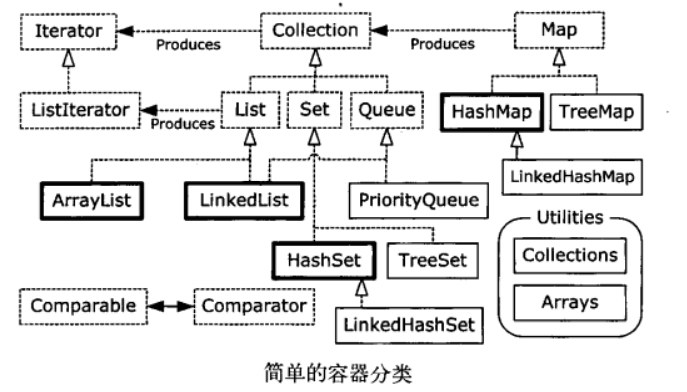 Iterator
Produces
Collection
Produces
Map
ListIterator
Produces
List
Set
Queue
HashMap
TreeMap
ArrayList
LinkedList
PriorityQueue
LinkedHashMap
Utilities
Collections
Arrays
HashSet
TreeSet
Comparable
Comparator
LinkedHashSet
简单的容器分类